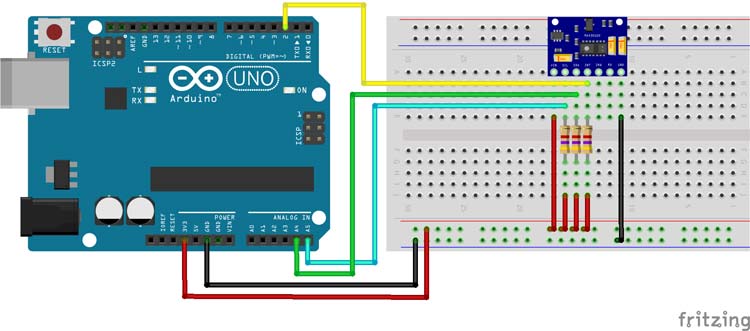 RESET
ICSP2
AREF
GND
13
12
~11
~10
~9
8
7
~6
~5
4
~3
2
TX▶1
RX◀0
DIGITAL (PWM=~)
L
TX
RX
UNO
Arduino™
ON
1
ICSP
IOREF
RESET
3V3
5V
GND
GND
VIN
POWER
A0
A1
A2
A3
A4
A5
ANALOG IN
fritzing